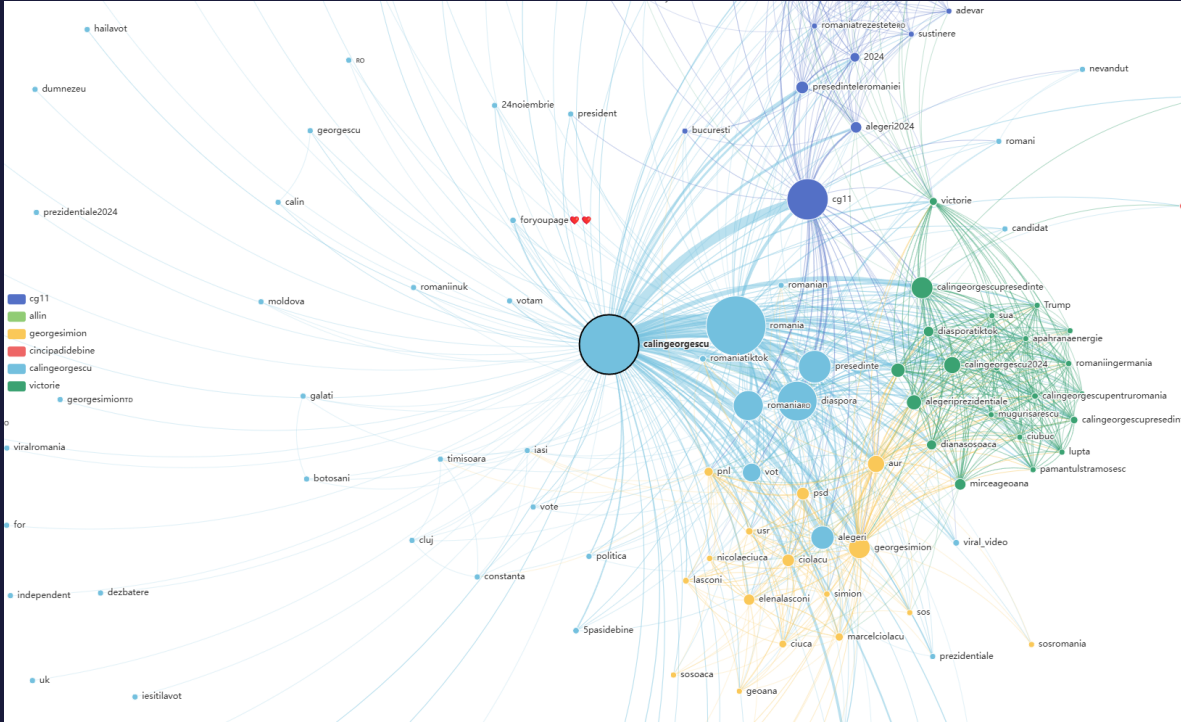 adevar
romaniatrezesteteRO
sustinere
hailavot
2024
RO
nevandut
presedinteleromaniei
dumnezeu
24noiembrie
president
alegeri2024
georgescu
bucuresti
romani
cg11
victorie
calin
prezidentiale2024
foryoupage❤️❤️
candidat
romanian
romaniinuk
calingeorgescupresedinte
cg11
moldova
votam
Trump
allin
sua
georgesimion
romania
diasporatiktok
apahranaenergie
calingeorgescu
cincipadidebine
romaniatiktok
romaniingermania
presedinte
calingeorgescu2024
calingeorgescu
victorie
galati
calingeorgescupentruromania
georgesimionTD
diaspora
alegeriprezidentiale
romaniaRO
mugurisarescu
calingeorgescupresedin
ciubuc
dianasosoaca
viralromania
iasi
lupta
timisoara
aur
pnl
vot
pamantulstramosesc
botosani
mirceageoana
psd
vote
for
usr
alegeri
cluj
viral_video
georgesimion
politica
nicolaeciuca
ciolacu
constanta
lasconi
dezbatere
independent
simion
elenalasconi
sos
5pasidebine
marcelciolacu
ciuca
sosromania
prezidentiale
sosoaca
uk
geoana
iesitilavot